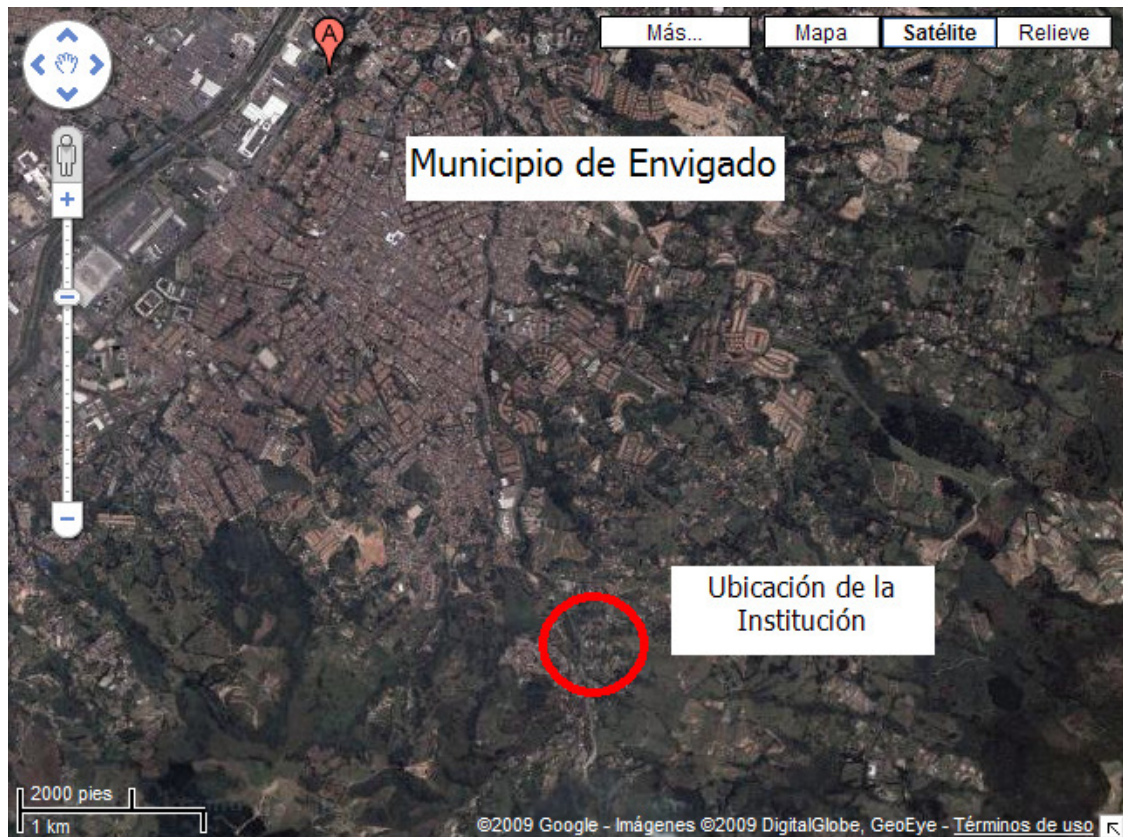 A
Más...
Mapa
Satélite
Relieve
Municipio de Envigado
Ubicación de la
Institución
2000 pies
1 km
©2009 Google - Imágenes ©2009 DigitalGlobe, GeoEye - Términos de uso